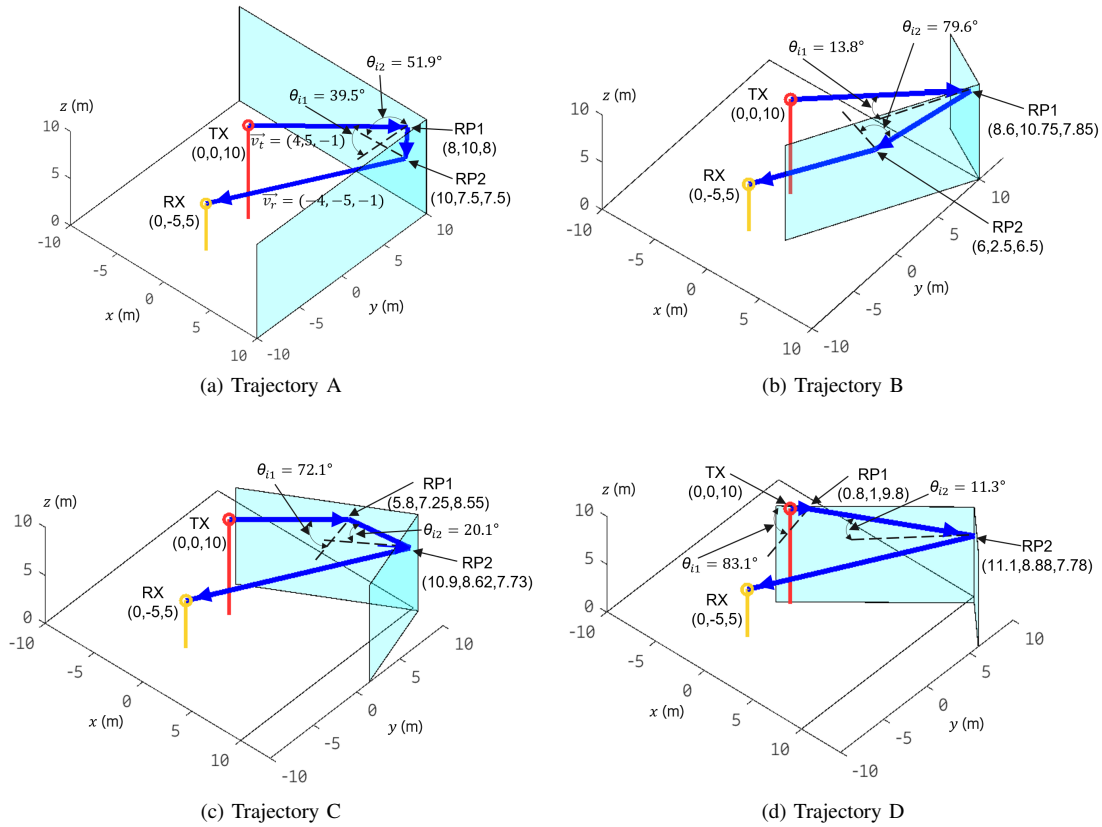 θi2 = 51.9°
θi1 = 39.5°
z (m)
10
5
0
-10
-5
0
5
10
x (m)
-10
-5
0
5
10
y (m)
TX
(0,0,10)
v⃗t = (4,5,-1)
RP1
(8,10,8)
RP2
(10,7.5,7.5)
RX
(0,-5,5)
v⃗r = (-4,-5,-1)
(a) Trajectory A
θi2 = 79.6°
θi1 = 13.8°
z (m)
10
5
0
-10
-5
0
5
10
x (m)
-10
-5
0
5
10
y (m)
TX
(0,0,10)
RP1
(8.6,10.75,7.85)
RX
(0,-5,5)
RP2
(6,2.5,6.5)
(b) Trajectory B
θi1 = 72.1°
z (m)
10
5
0
-10
-5
0
5
10
x (m)
-10
-5
0
5
10
y (m)
RP1
(5.8,7.25,8.55)
TX
(0,0,10)
θi2 = 20.1°
RP2
(10.9,8.62,7.73)
RX
(0,-5,5)
(c) Trajectory C
TX
(0,0,10)
RP1
(0.8,1,9.8)
θi2 = 11.3°
z (m)
10
5
0
-10
-5
0
5
10
x (m)
-10
-5
0
5
10
y (m)
RP2
(11.1,8.88,7.78)
θi1 = 83.1°
RX
(0,-5,5)
(d) Trajectory D